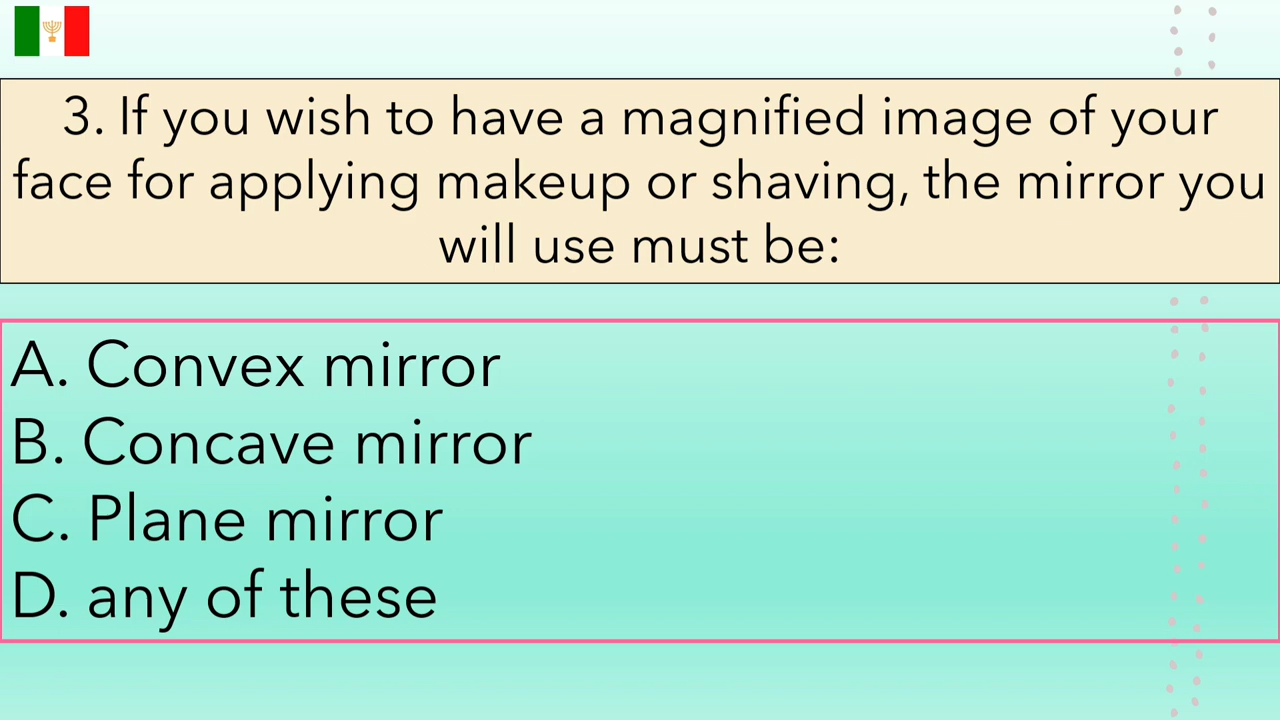 3. If you wish to have a magnified image of your
face for applying makeup or shaving, the mirror you
will use must be:
A. Convex mirror
B. Concave mirror
C. Plane mirror
D. any of these